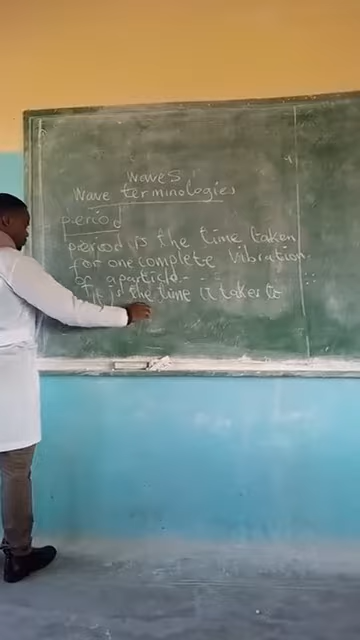 waves
Wave terminologies
period
period is the time taken
for one complete vibration
of a particle.
It is the time it takes to